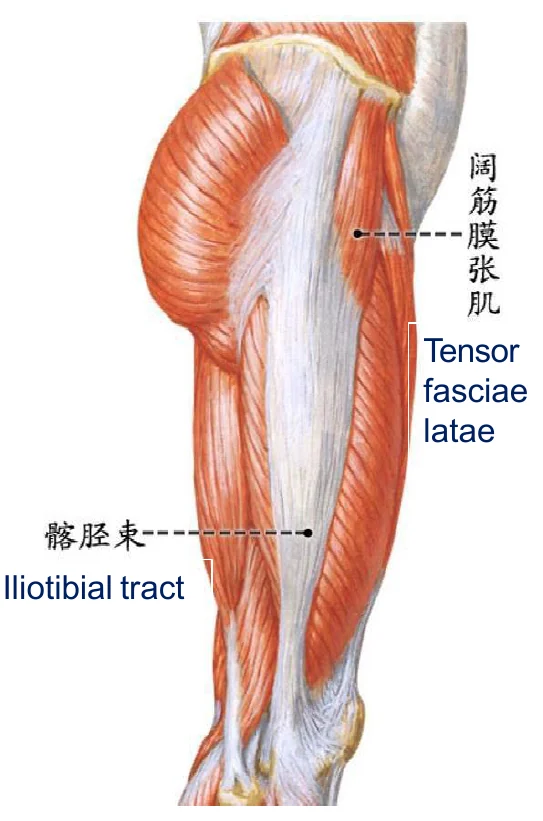 阔筋膜张肌
Tensor
fasciae
latae
髂胫束
Iliotibial tract